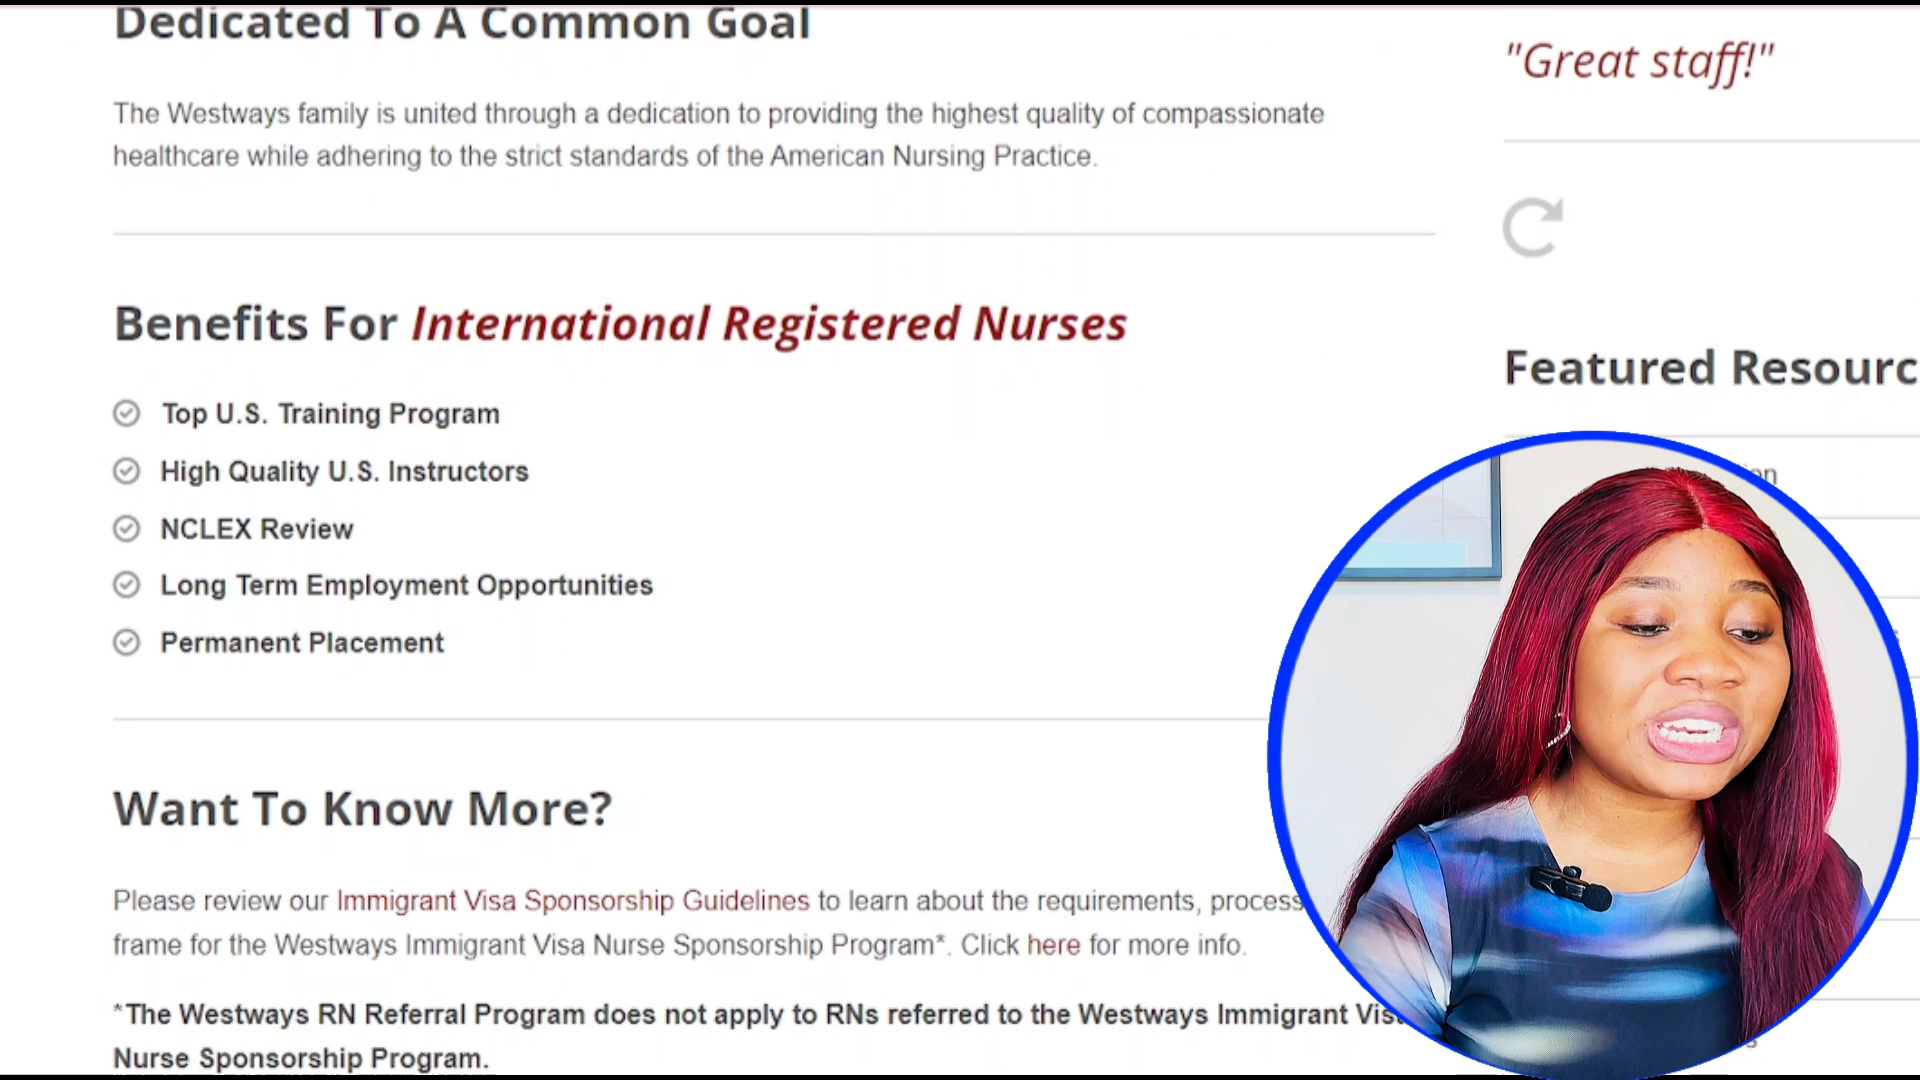 Dedicated To A Common Goal
The Westways family is united through a dedication to providing the highest quality of compassionate
healthcare while adhering to the strict standards of the American Nursing Practice.
Benefits For International Registered Nurses
Top U.S. Training Program
High Quality U.S. Instructors
NCLEX Review
Long Term Employment Opportunities
Permanent Placement
Want To Know More?
Please review our Immigrant Visa Sponsorship Guidelines to learn about the requirements, process
frame for the Westways Immigrant Visa Nurse Sponsorship Program*. Click here for more info.
*The Westways RN Referral Program does not apply to RNs referred to the Westways Immigrant
Nurse Sponsorship Program.
"Great staff!"
Featured